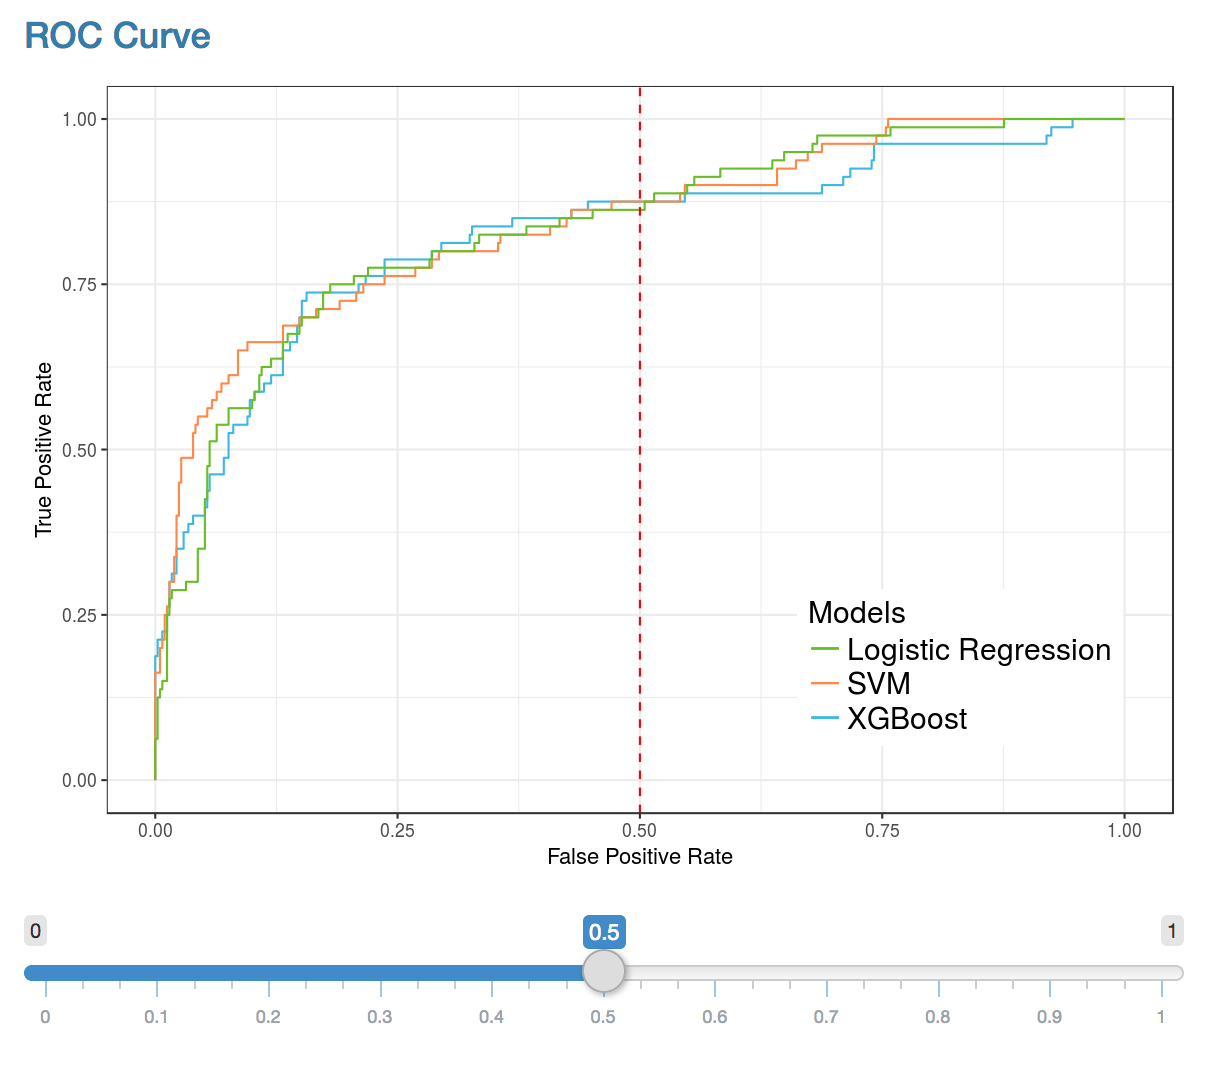 ROC Curve
1.00
0.75
0.50
0.25
0.00
True Positive Rate
Models
Logistic Regression
SVM
XGBoost
0.00 0.25 0.50 0.75 1.00
False Positive Rate
0 0.5 1
0 0.1 0.2 0.3 0.4 0.5 0.6 0.7 0.8 0.9 1